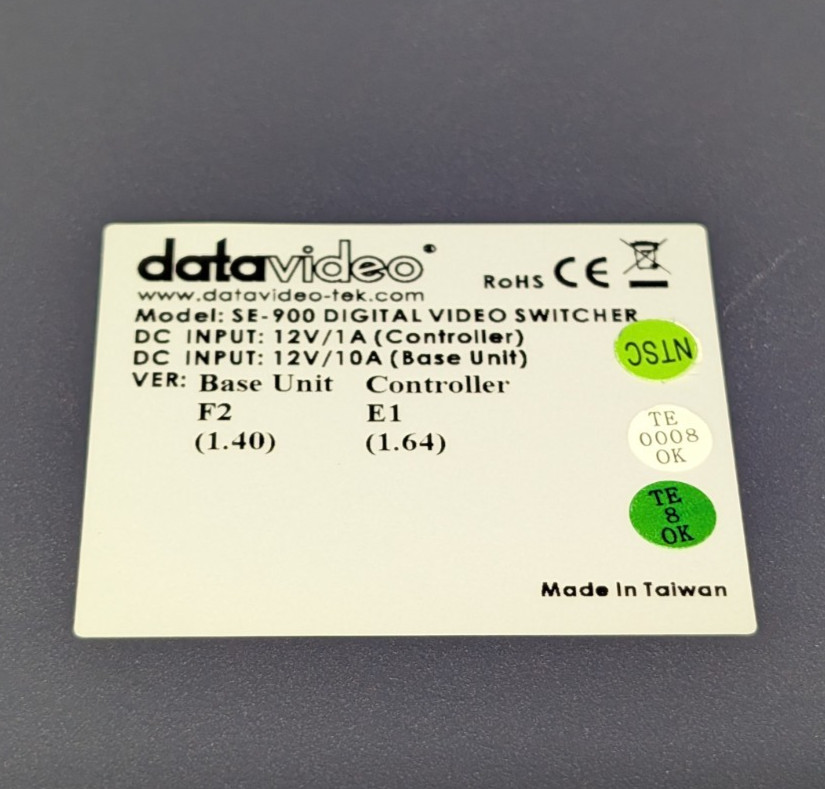 datavideo
www.datavideo-tek.com
RoHS CE
Model: SE-900 DIGITAL VIDEO SWITCHER
DC INPUT: 12V/1A (Controller)
DC INPUT: 12V/10A (Base Unit)
NTSC
VER: Base Unit Controller
F2 E1
(1.40) (1.64)
TE
0008
OK
TE
8
OK
Made In Taiwan